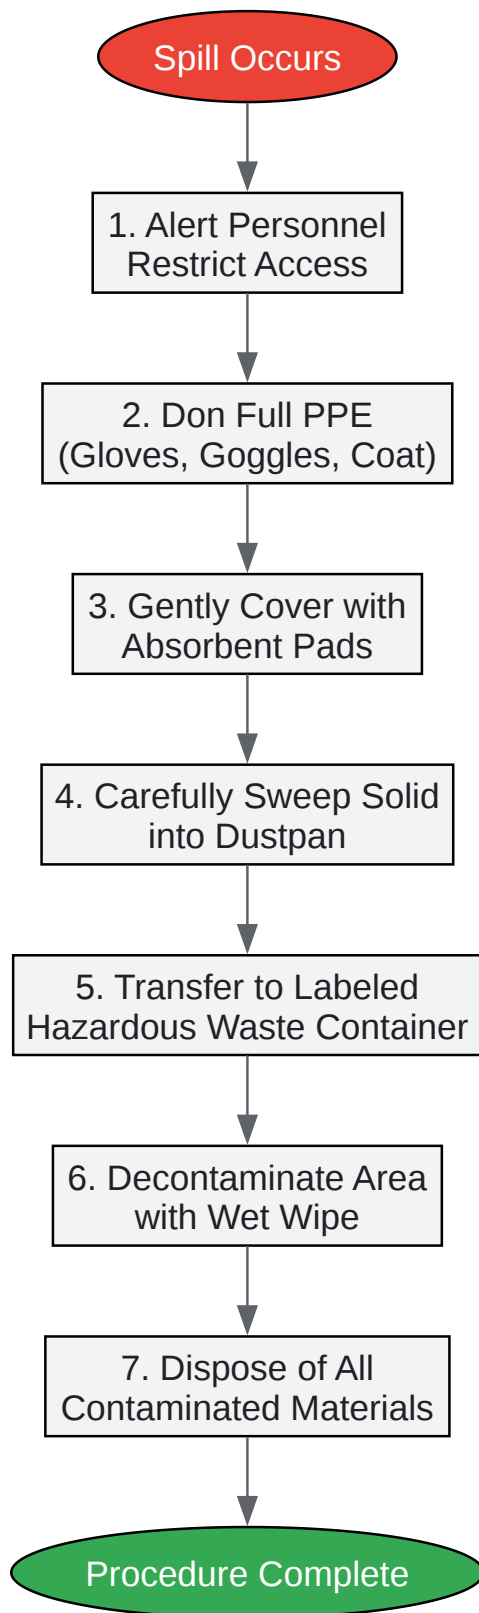 Spill Occurs
1. Alert Personnel
Restrict Access
2. Don Full PPE
(Gloves, Goggles, Coat)
3. Gently Cover with
Absorbent Pads
4. Carefully Sweep Solid
into Dustpan
5. Transfer to Labeled
Hazardous Waste Container
6. Decontaminate Area
with Wet Wipe
7. Dispose of All
Contaminated Materials
Procedure Complete